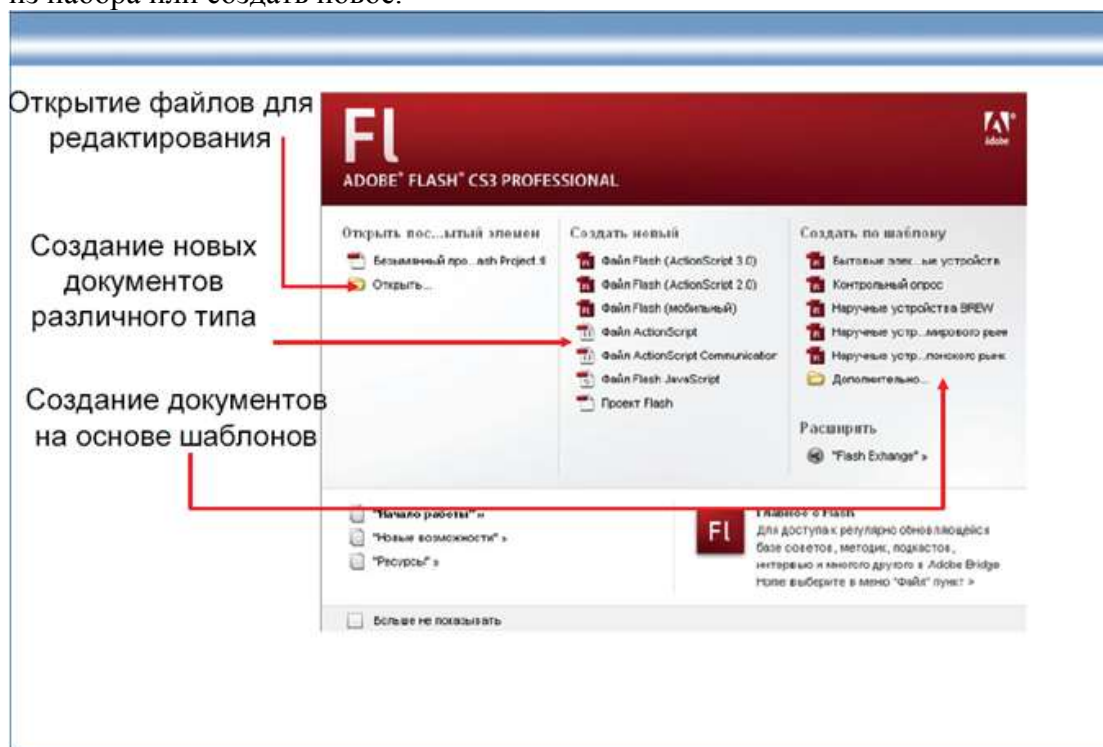 из набора или создать новое.
Открытие файлов для
редактирования
Создание новых
документов
различного типа
Создание документов
на основе шаблонов
Fl
ADOBE® FLASH® CS3 PROFESSIONAL
Adobe
Открыть пос...ытый элемен
Безымянный про...ash Project.fl
Открыть...
Создать новый
Файл Flash (ActionScript 3.0)
Файл Flash (ActionScript 2.0)
Файл Flash (мобильный)
Файл ActionScript
Файл ActionScript Communication
Файл Flash JavaScript
Проект Flash
Создать по шаблону
Бытовые элек...ые устройств
Контрольный опрос
Наручные устройства BREW
Наручные устр...мирового рын
Наручные устр...понского рынк
Дополнительно...
Расширить
"Flash Exhange" »
"Начало работы" »
"Новые возможности" »
"Ресурсы" »
Fl
Главное о Flash
Для доступа к регулярно обновляющейся
базе советов, методик, подкастов,
интервью и многого другого в Adobe Bridge
Home выберите в меню "Файл" пункт >
Больше не показывать